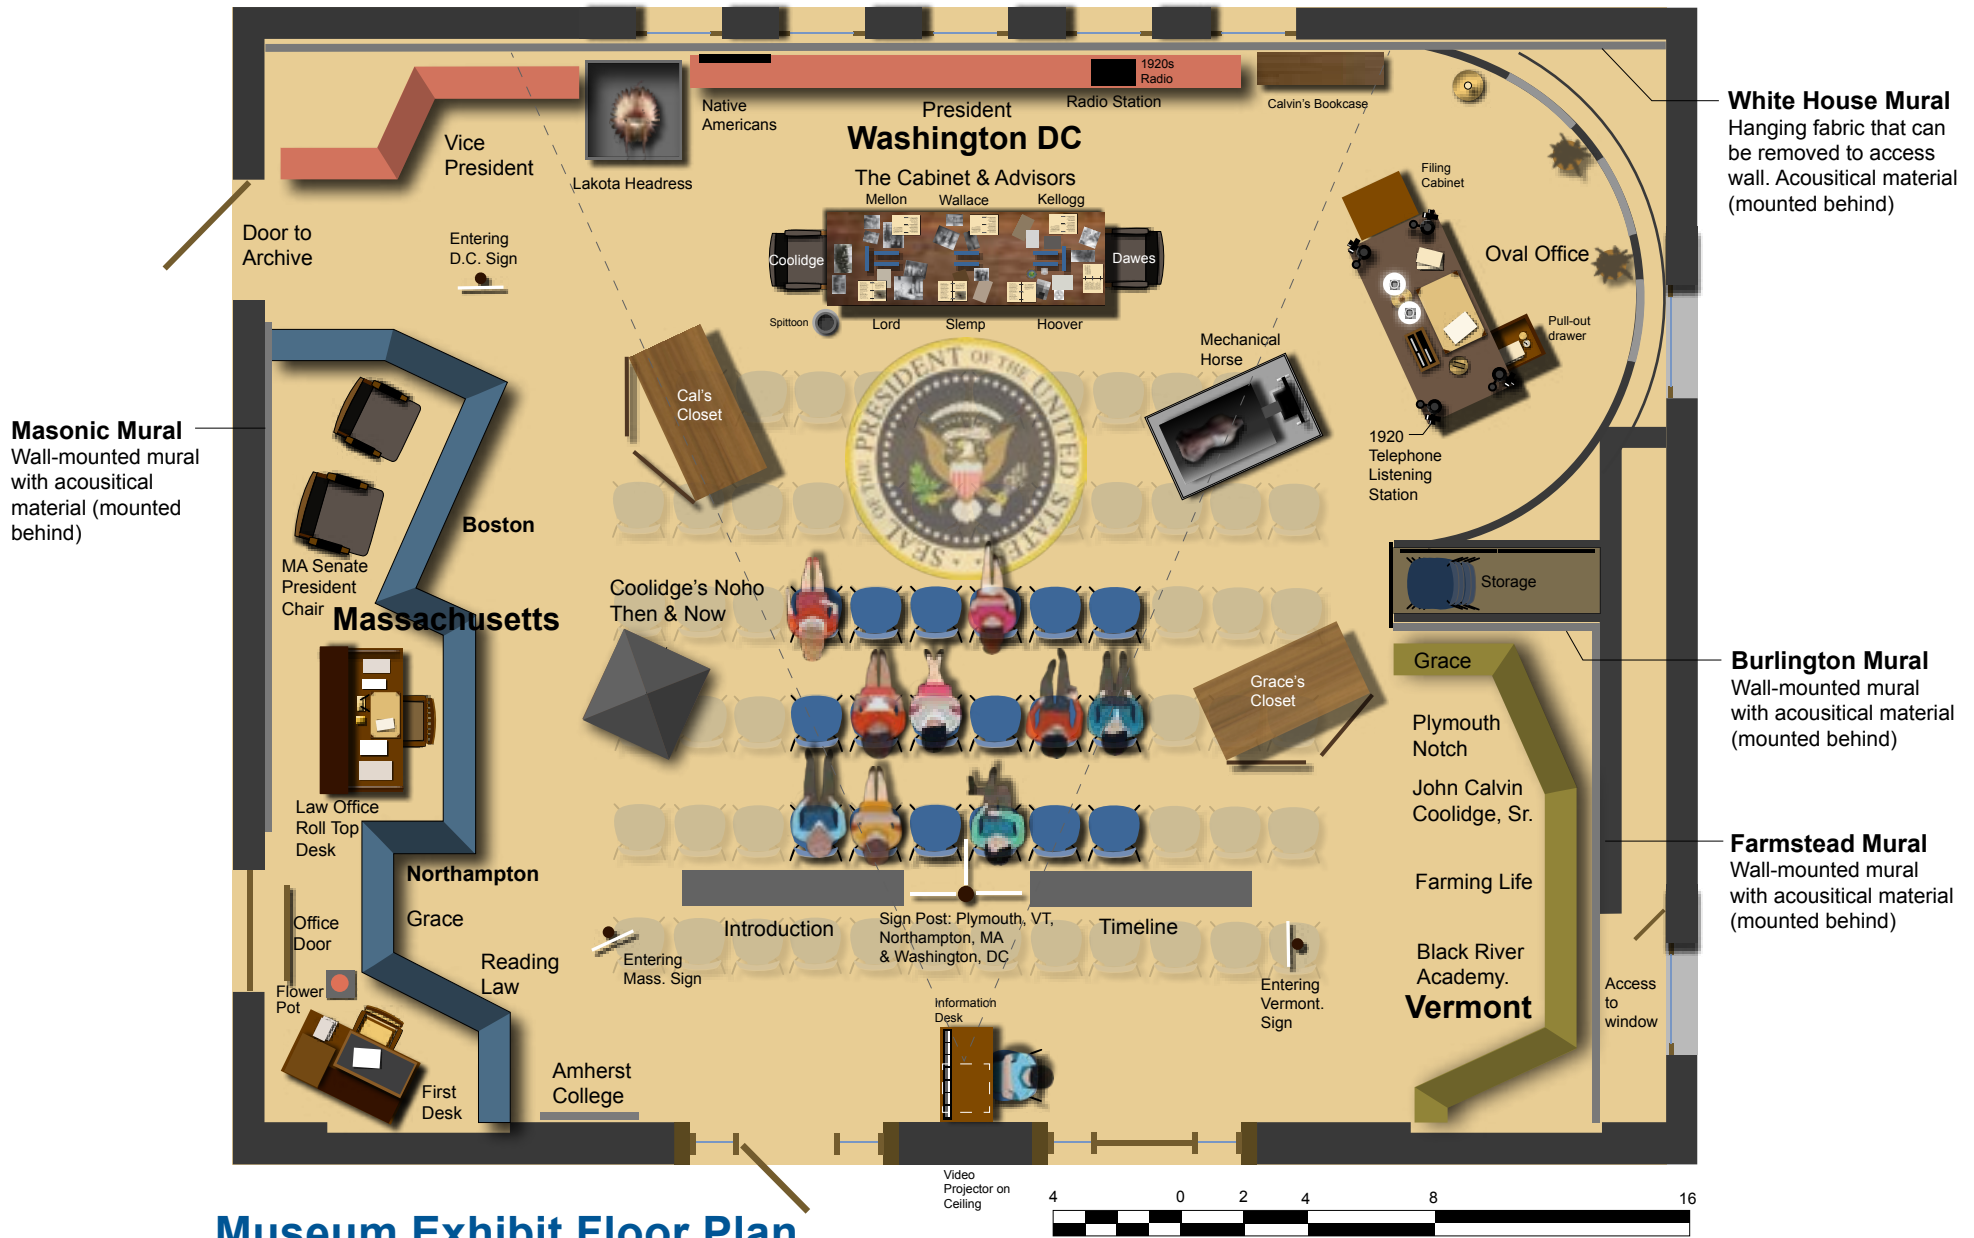 1920s
Radio
Native
Americans
President
Radio Station
Calvin's Bookcase
Washington DC
Vice
President
Lakota Headress
The Cabinet & Advisors
Mellon
Wallace
Kellogg
Filing
Cabinet
White House Mural
Hanging fabric that can
be removed to access
wall. Acousitical material
(mounted behind)
Door to
Archive
Entering
D.C. Sign
Coolidge
Dawes
Oval Office
Spittoon
Lord
Slemp
Hoover
Pull-out
drawer
Mechanical
Horse
SEAL OF THE PRESIDENT OF THE UNITED STATES
Cal's
Closet
Masonic Mural
Wall-mounted mural
with acousitical
material (mounted
behind)
1920
Telephone
Listening
Station
Boston
MA Senate
President
Chair
Massachusetts
Coolidge's Noho
Then & Now
Storage
Grace
Burlington Mural
Wall-mounted mural
with acousitical material
(mounted behind)
Grace's
Closet
Plymouth
Notch
John Calvin
Coolidge, Sr.
Law Office
Roll Top
Desk
Farmstead Mural
Wall-mounted mural
with acousitical material
(mounted behind)
Northampton
Grace
Farming Life
Office
Door
Introduction
Sign Post: Plymouth, VT,
Northampton, MA
& Washington, DC
Timeline
Reading
Law
Entering
Mass. Sign
Black River
Academy.
Vermont
Entering
Vermont.
Sign
Access
to
window
Flower
Pot
Information
Desk
First
Desk
Amherst
College
Video
Projector on
Ceiling
4 0 2 4 8 16
Museum Exhibit Floor Plan